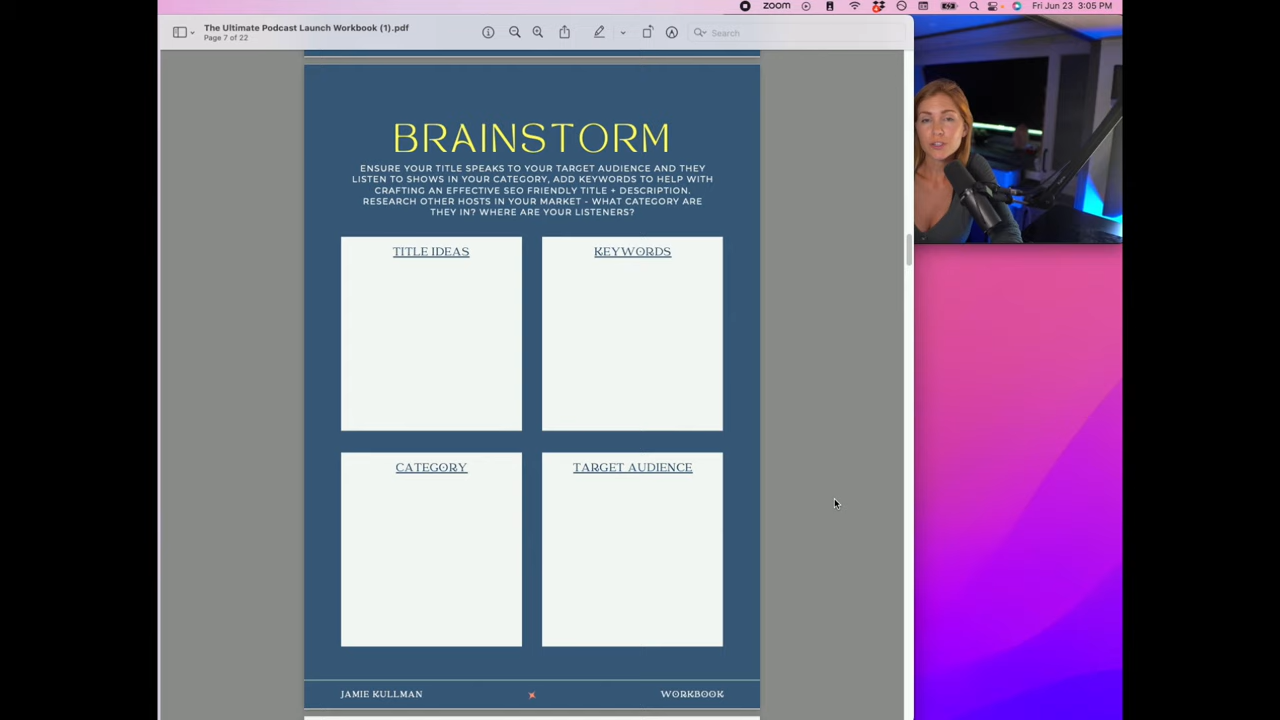 zoom
Fri Jun 23 3:05 PM
The Ultimate Podcast Launch Workbook (1).pdf
Page 7 of 22
Search
BRAINSTORM
ENSURE YOUR TITLE SPEAKS TO YOUR TARGET AUDIENCE AND THEY
LISTEN TO SHOWS IN YOUR CATEGORY, ADD KEYWORDS TO HELP WITH
CRAFTING AN EFFECTIVE SEO FRIENDLY TITLE + DESCRIPTION.
RESEARCH OTHER HOSTS IN YOUR MARKET - WHAT CATEGORY ARE
THEY IN? WHERE ARE YOUR LISTENERS?
TITLE IDEAS
KEYWORDS
CATEGORY
TARGET AUDIENCE
JAMIE KULLMAN
WORKBOOK